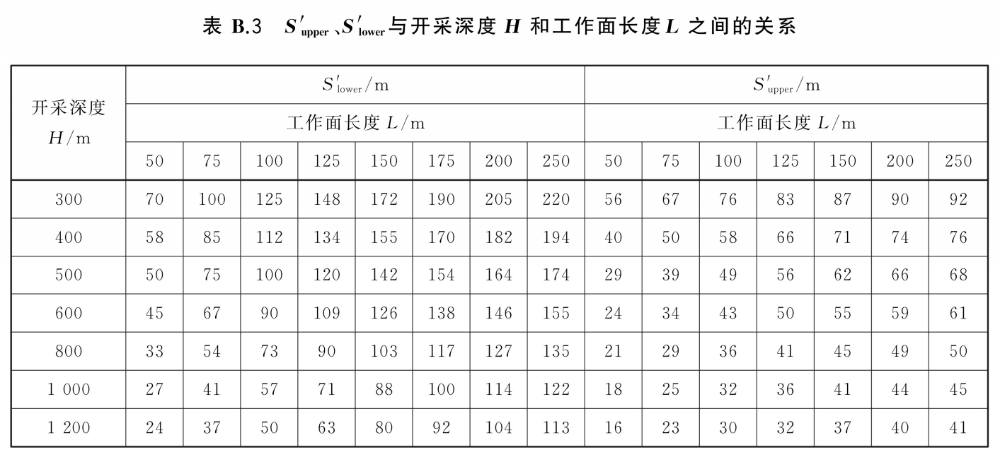 表 B.3 S′upper、S′lower与开采深度 H 和工作面长度L 之间的关系
开采深度 H/m
S′lower/m S′upper/m
工作面长度 L/m 工作面长度 L/m
50 75 100 125 150 175 200 250 50 75 100 125 150 200 250
300 70 100 125 148 172 190 205 220 56 67 76 83 87 90 92
400 58 85 112 134 155 170 182 194 40 50 58 66 71 74 76
500 50 75 100 120 142 154 164 174 29 39 49 56 62 66 68
600 45 67 90 109 126 138 146 155 24 34 43 50 55 59 61
800 33 54 73 90 103 117 127 135 21 29 36 41 45 49 50
1 000 27 41 57 71 88 100 114 122 18 25 32 36 41 44 45
1 200 24 37 50 63 80 92 104 113 16 23 30 32 37 40 41